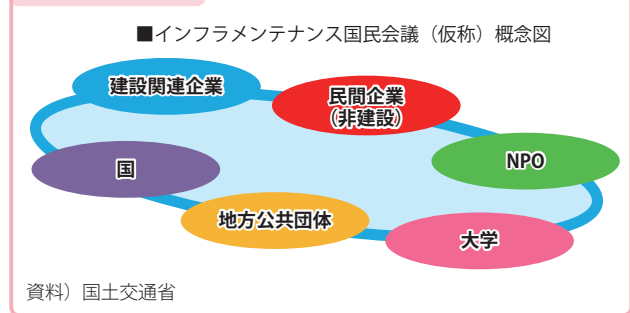 ■インフラメンテナンス国民会議（仮称）概念図
建設関連企業
民間企業
（非建設）
NPO
国
地方公共団体
大学
資料）国土交通省